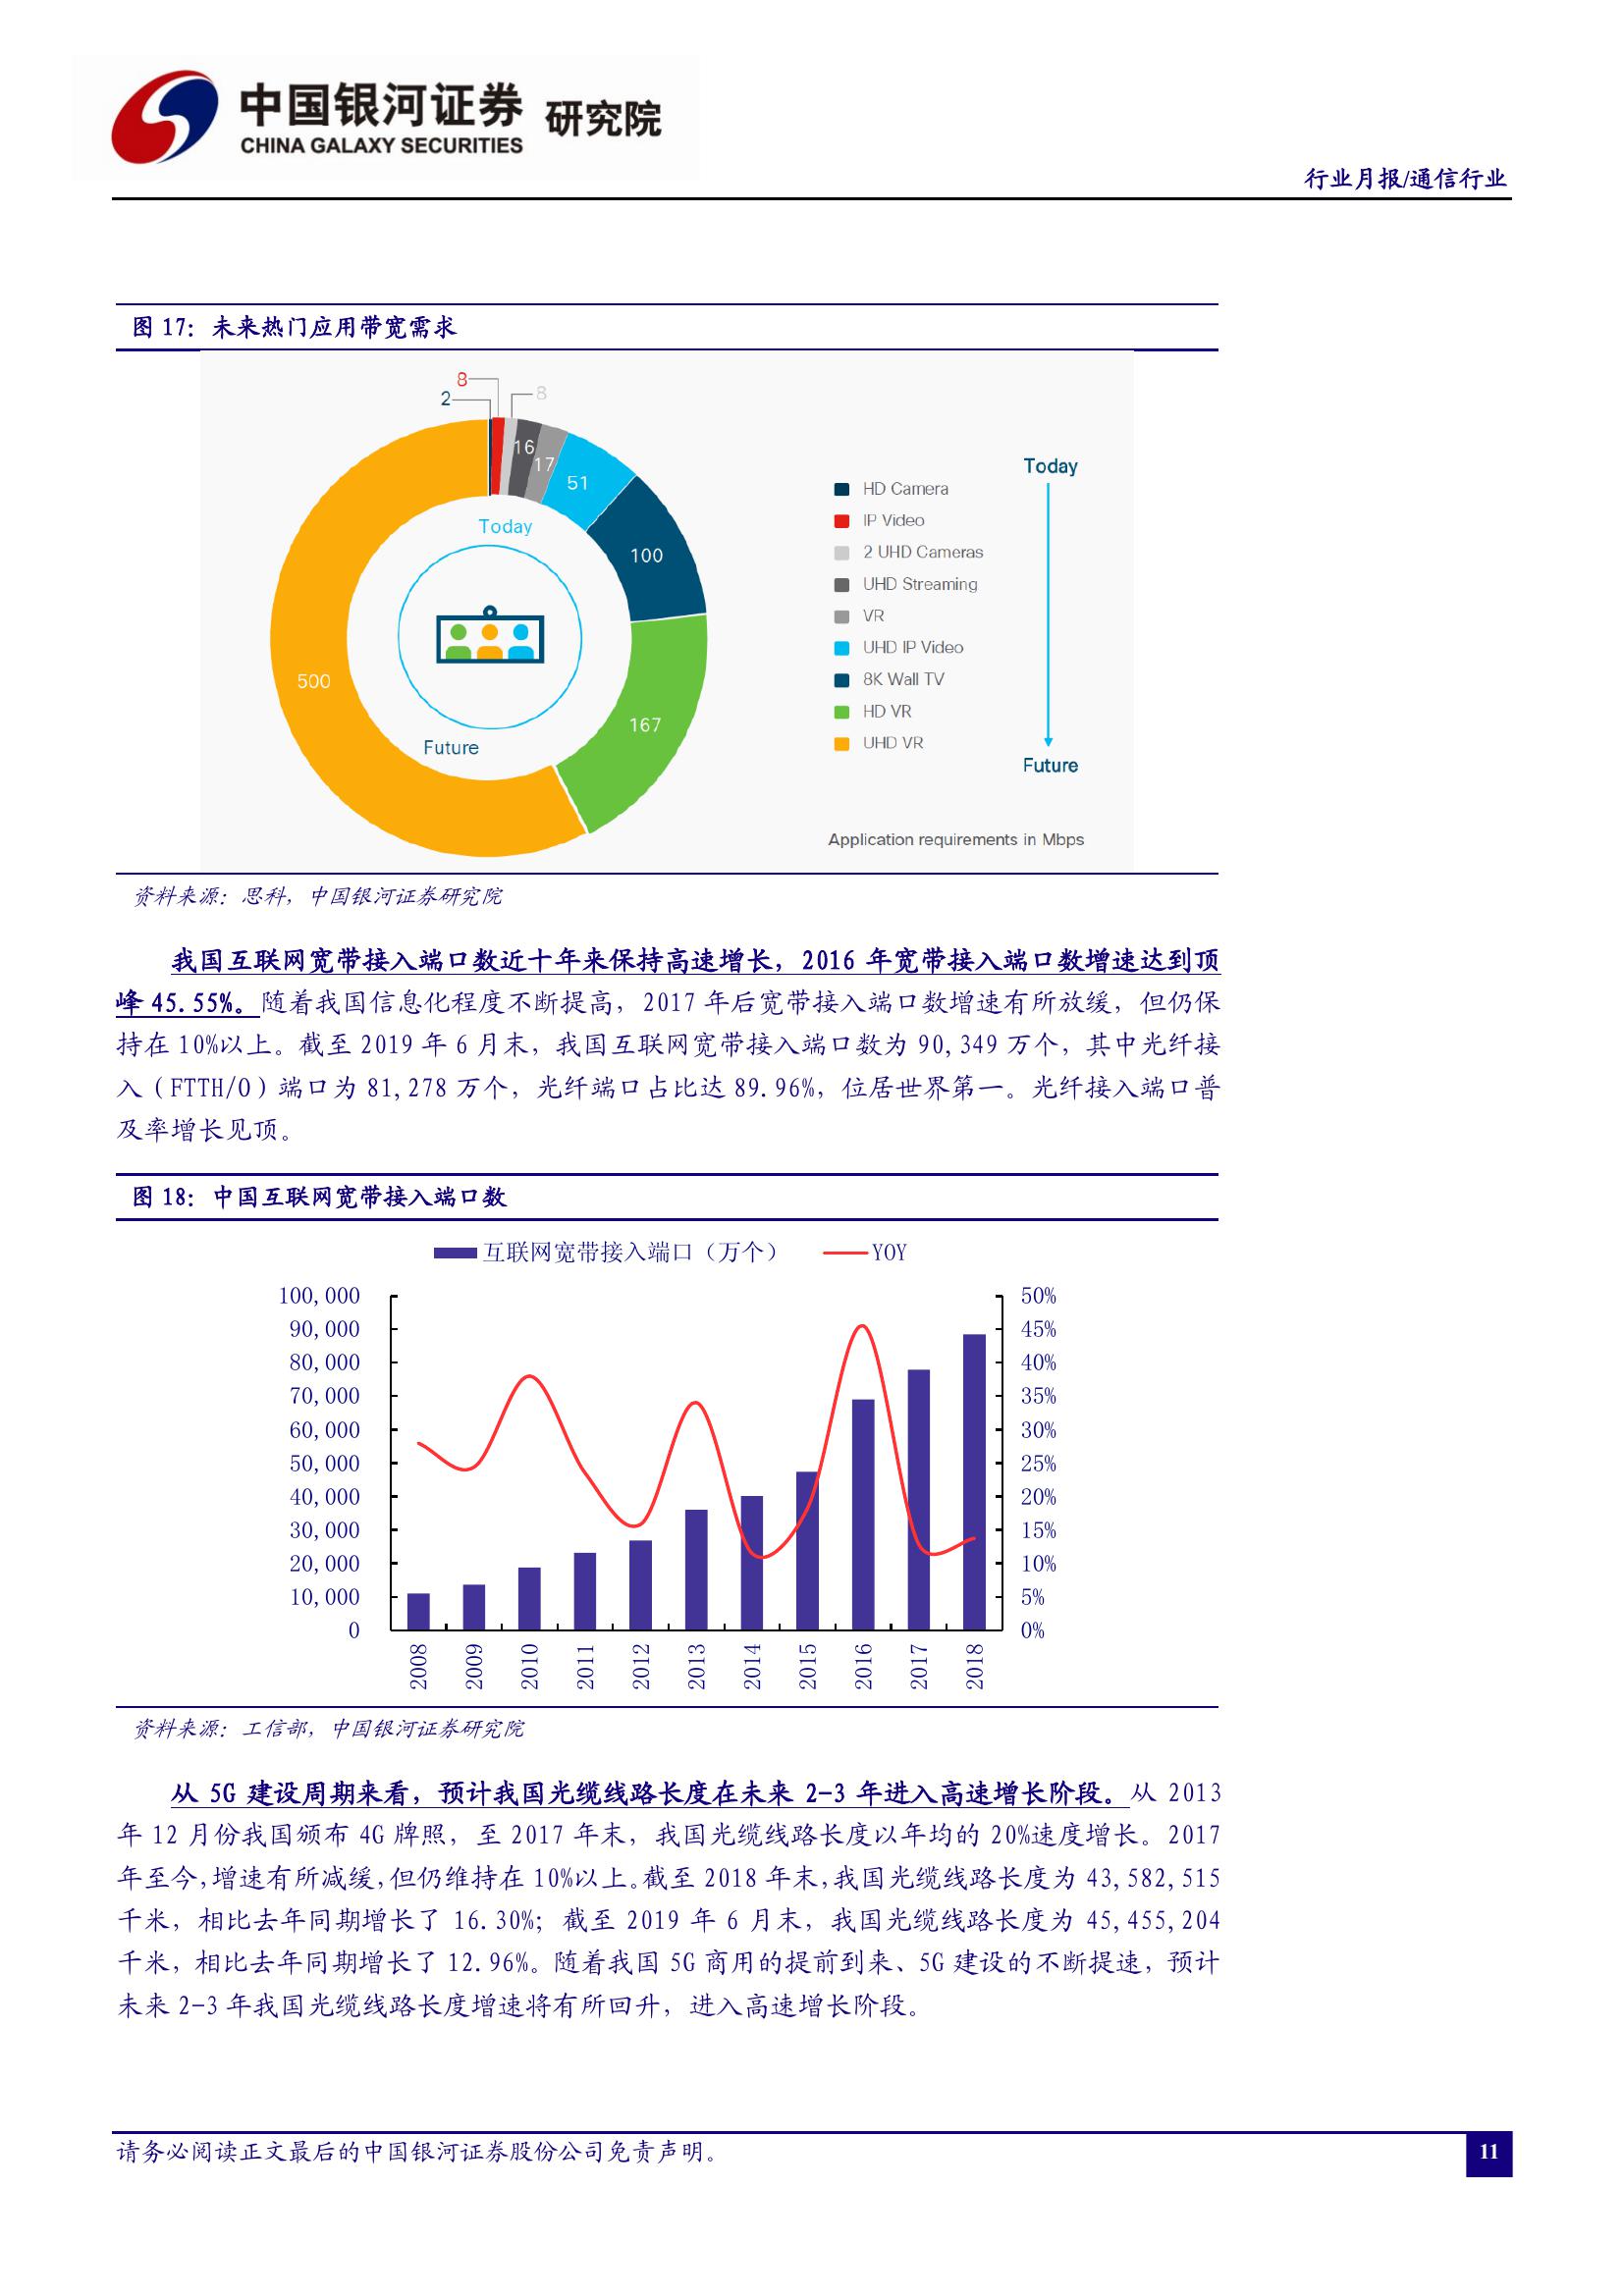 中国银河证券 研究院
CHINA GALAXY SECURITIES
行业月报/通信行业
图 17：未来热门应用带宽需求
8
2
8
16
17
51
100
167
500
Today
Future
HD Camera
IP Video
2 UHD Cameras
UHD Streaming
VR
UHD IP Video
8K Wall TV
HD VR
UHD VR
Today
Future
Application requirements in Mbps
资料来源：思科，中国银河证券研究院
我国互联网宽带接入端口数近十年来保持高速增长，2016 年宽带接入端口数增速达到顶
峰 45.55%。随着我国信息化程度不断提高，2017 年后宽带接入端口数增速有所放缓，但仍保
持在 10%以上。截至 2019 年 6 月末，我国互联网宽带接入端口数为 90,349 万个，其中光纤接
入（FTTH/O）端口为 81,278 万个，光纤端口占比达 89.96%，位居世界第一。光纤接入端口普
及率增长见顶。
图 18：中国互联网宽带接入端口数
互联网宽带接入端口（万个） YOY
100,000 50%
90,000 45%
80,000 40%
70,000 35%
60,000 30%
50,000 25%
40,000 20%
30,000 15%
20,000 10%
10,000 5%
0 0%
2008 2009 2010 2011 2012 2013 2014 2015 2016 2017 2018
资料来源：工信部，中国银河证券研究院
从 5G 建设周期来看，预计我国光缆线路长度在未来 2-3 年进入高速增长阶段。从 2013
年 12 月份我国颁布 4G 牌照，至 2017 年末，我国光缆线路长度以年均的 20%速度增长。2017
年至今，增速有所减缓，但仍维持在 10%以上。截至 2018 年末，我国光缆线路长度为 43,582,515
千米，相比去年同期增长了 16.30%；截至 2019 年 6 月末，我国光缆线路长度为 45,455,204
千米，相比去年同期增长了 12.96%。随着我国 5G 商用的提前到来、5G 建设的不断提速，预计
未来 2-3 年我国光缆线路长度增速将有所回升，进入高速增长阶段。
请务必阅读正文最后的中国银河证券股份公司免责声明。
11